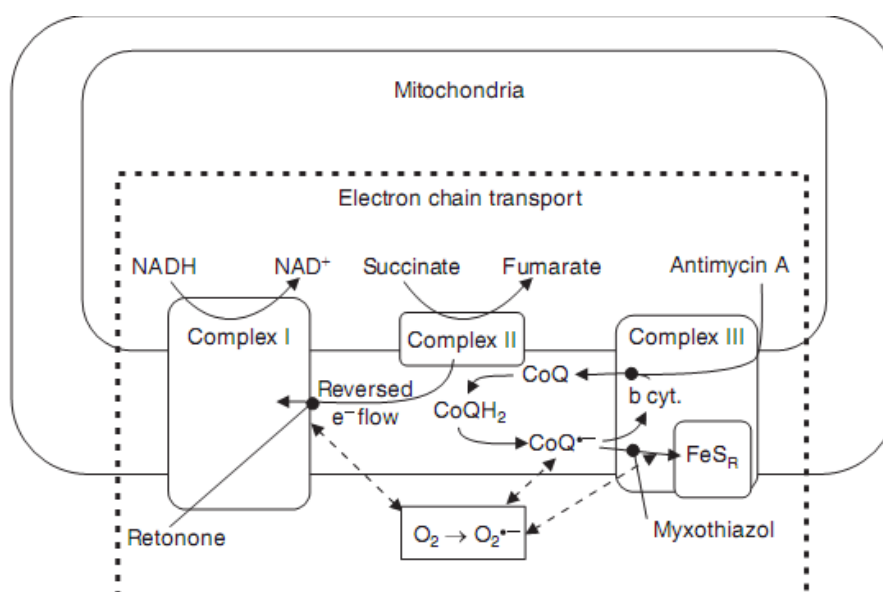 Mitochondria
Electron chain transport
NADH NAD⁺ Succinate Fumarate Antimycin A
Complex I Complex II Complex III
CoQ b cyt.
Reversed
e⁻ flow
CoQH₂
CoQ•⁻ FeS_R
O₂ → O₂•⁻
Retonone Myxothiazol